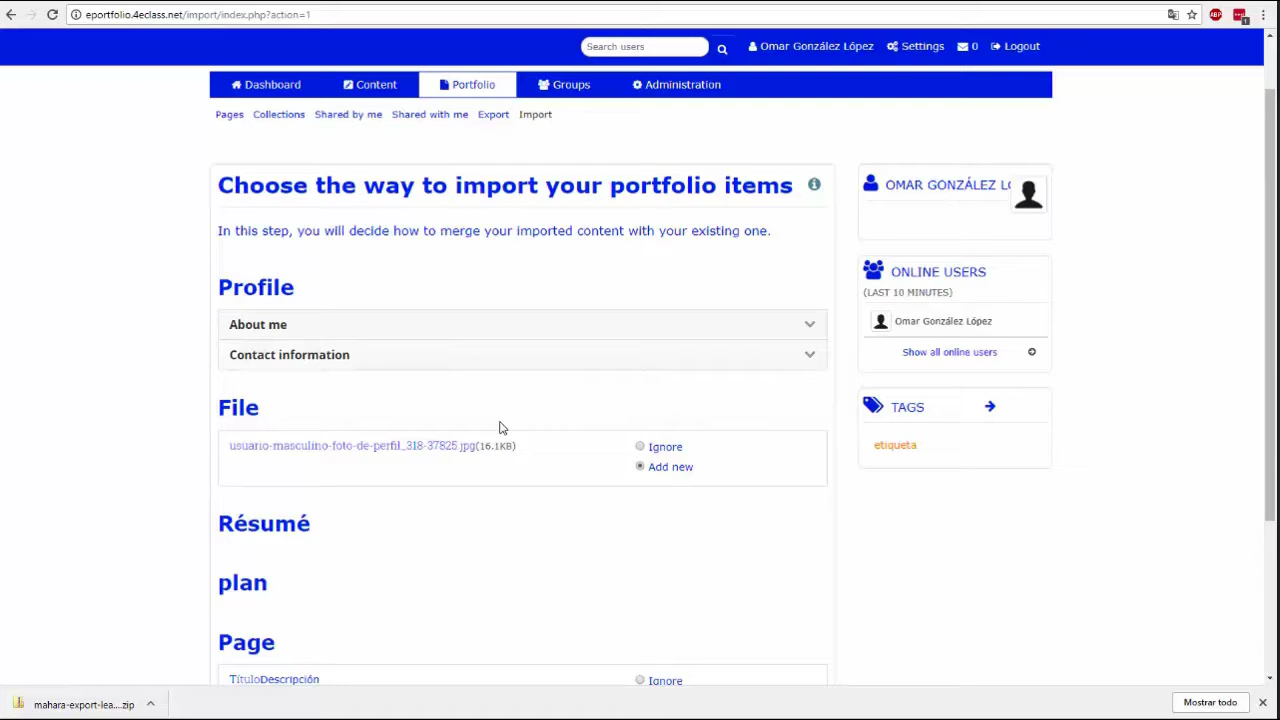 eportfolio.4eclass.net/import/index.php?action=1
ABP
1
Search users
Omar González López
Settings
0
Logout
Dashboard
Content
Portfolio
Groups
Administration
Pages
Collections
Shared by me
Shared with me
Export
Import
Choose the way to import your portfolio items
In this step, you will decide how to merge your imported content with your existing one.
Profile
About me
Contact information
File
usuario-masculino-foto-de-perfil_318-37825.jpg(16.1KB)
Ignore
Add new
Résumé
plan
Page
TítuloDescripción
Ignore
OMAR GONZÁLEZ L
ONLINE USERS
(LAST 10 MINUTES)
Omar González López
Show all online users
TAGS
etiqueta
mahara-export-lea....zip
Mostrar todo